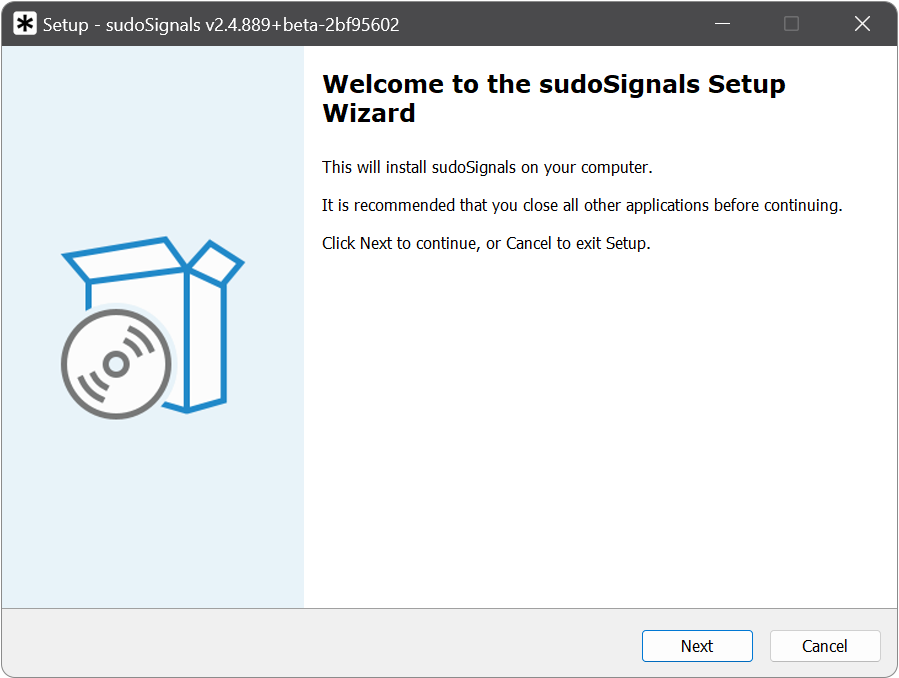 Setup - sudoSignals v2.4.889+beta-2bf95602
Welcome to the sudoSignals Setup
Wizard
This will install sudoSignals on your computer.
It is recommended that you close all other applications before continuing.
Click Next to continue, or Cancel to exit Setup.
Next
Cancel